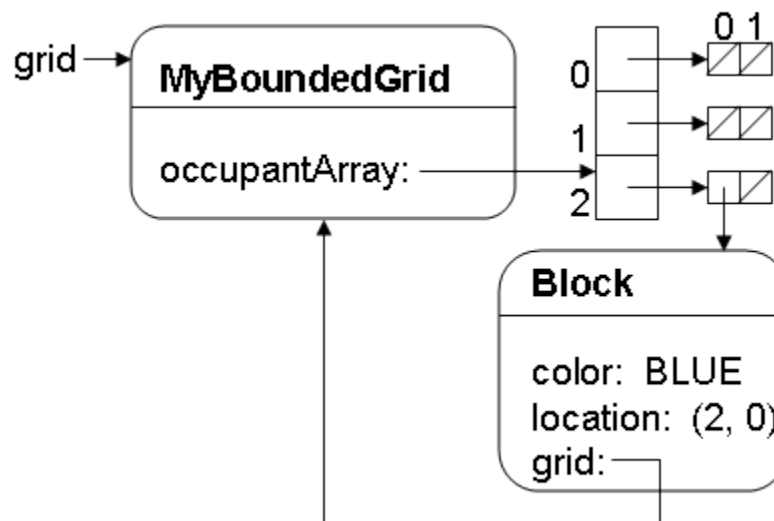 0 1
grid
MyBoundedGrid
0
1
occupantArray:
2
Block
color: BLUE
location: (2, 0)
grid: